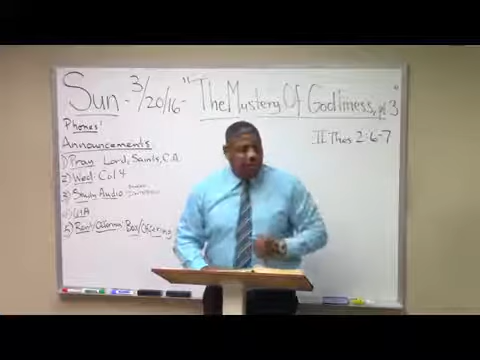 Sun - 3/20/16 - "The Mystery Of Godliness, pt 3"
II Thes 2:6-7
Phones!
Announcements
1) Pray Lord, Saints, C.A.
2) Wed: Col 4
3) Study Audio
4) Q&A
5) Rent/Offering Box/Offering